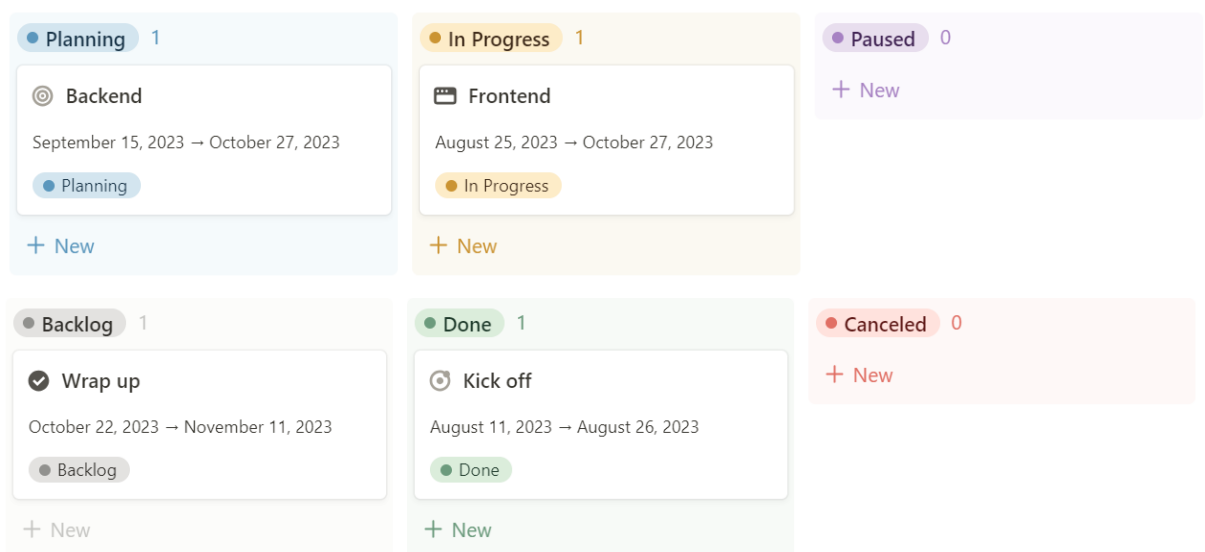 Planning 1
Backend
September 15, 2023 → October 27, 2023
Planning
+ New
In Progress 1
Frontend
August 25, 2023 → October 27, 2023
In Progress
+ New
Paused 0
+ New
Backlog 1
Wrap up
October 22, 2023 → November 11, 2023
Backlog
+ New
Done 1
Kick off
August 11, 2023 → August 26, 2023
Done
+ New
Canceled 0
+ New